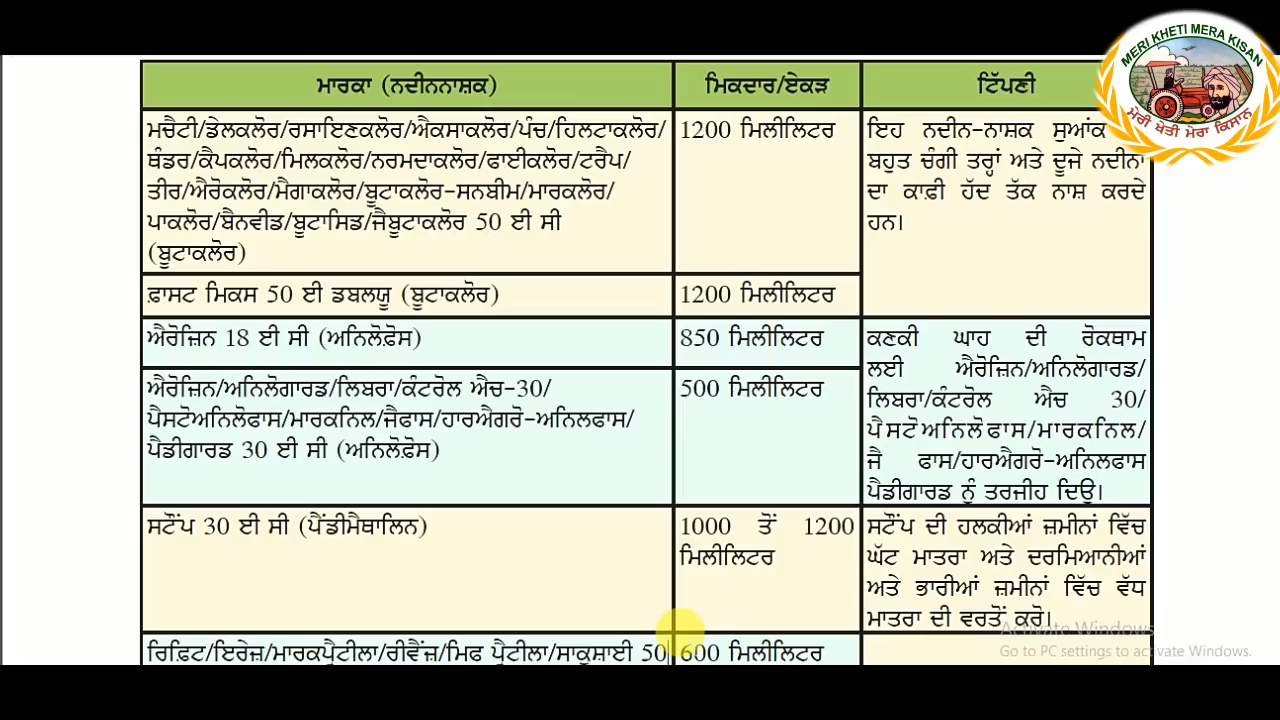 MERI KHETI MERA KISAN
ਮੇਰੀ ਖੇਤੀ ਮੇਰਾ ਕਿਸਾਨ
ਮਾਰਕਾ (ਨਦੀਨਨਾਸ਼ਕ)
ਮਿਕਦਾਰ/ਏਕੜ
ਟਿੱਪਣੀ
ਮਚੈਟੀ/ਡੇਲਕਲੋਰ/ਰਸਾਇਣਕਲੋਰ/ਐਕਸਾਕਲੋਰ/ਪੰਚ/ਹਿਲਟਾਕਲੋਰ/
ਥੰਡਰ/ਕੈਪਕਲੋਰ/ਮਿਲਕਲੋਰ/ਨਰਮਦਾਕਲੋਰ/ਫਾਈਕਲੋਰ/ਟਰੈਪ/
ਤੀਰ/ਐਰੋਕਲੋਰ/ਮੈਗਾਕਲੋਰ/ਬੂਟਾਕਲੋਰ-ਸਨਬੀਮ/ਮਾਰਕਲੋਰ/
ਪਾਕਲੋਰ/ਬੈਨਵੀਡ/ਬੂਟਾਸਿਡ/ਜੈਬੂਟਾਕਲੋਰ 50 ਈ ਸੀ
(ਬੂਟਾਕਲੋਰ)
1200 ਮਿਲੀਲਿਟਰ
ਇਹ ਨਦੀਨ-ਨਾਸ਼ਕ ਸੁਆਂਕ
ਬਹੁਤ ਚੰਗੀ ਤਰ੍ਹਾਂ ਅਤੇ ਦੂਜੇ ਨਦੀਨਾਂ
ਦਾ ਕਾਫ਼ੀ ਹੱਦ ਤੱਕ ਨਾਸ਼ ਕਰਦੇ
ਹਨ।
ਫ਼ਾਸਟ ਮਿਕਸ 50 ਈ ਡਬਲਯੂ (ਬੂਟਾਕਲੋਰ)
1200 ਮਿਲੀਲਿਟਰ
ਐਰੋਜ਼ਿਨ 18 ਈ ਸੀ (ਅਨਿਲੋਫ਼ੋਸ)
850 ਮਿਲੀਲਿਟਰ
ਕਣਕੀ ਘਾਹ ਦੀ ਰੋਕਥਾਮ
ਲਈ ਐਰੋਜ਼ਿਨ/ਅਨਿਲੋਗਾਰਡ/
ਲਿਬਰਾ/ਕੰਟਰੋਲ ਐਚ 30/
ਪੈਸਟੋਅਨਿਲੋਫਾਸ/ਮਾਰਕਨਿਲ/
ਜੈ ਫਾਸ/ਹਾਰਐਗਰੋ-ਅਨਿਲਫਾਸ
ਪੈਡੀਗਾਰਡ ਨੂੰ ਤਰਜੀਹ ਦਿਉ।
ਐਰੋਜ਼ਿਨ/ਅਨਿਲੋਗਾਰਡ/ਲਿਬਰਾ/ਕੰਟਰੋਲ ਐਚ-30/
ਪੈਸਟੋਅਨਿਲੋਫਾਸ/ਮਾਰਕਨਿਲ/ਜੈਫਾਸ/ਹਾਰਐਗਰੋ-ਅਨਿਲਫਾਸ/
ਪੈਡੀਗਾਰਡ 30 ਈ ਸੀ (ਅਨਿਲੋਫ਼ੋਸ)
500 ਮਿਲੀਲਿਟਰ
ਸਟੌਂਪ 30 ਈ ਸੀ (ਪੈਂਡੀਮੈਥਾਲਿਨ)
1000 ਤੋਂ 1200
ਮਿਲੀਲਿਟਰ
ਸਟੌਂਪ ਦੀ ਹਲਕੀਆਂ ਜ਼ਮੀਨਾਂ ਵਿੱਚ
ਘੱਟ ਮਾਤਰਾ ਅਤੇ ਦਰਮਿਆਨੀਆਂ
ਅਤੇ ਭਾਰੀਆਂ ਜ਼ਮੀਨਾਂ ਵਿੱਚ ਵੱਧ
ਮਾਤਰਾ ਦੀ ਵਰਤੋਂ ਕਰੋ।
ਰਿਫ਼ਿਟ/ਇਰੇਜ਼/ਮਾਰਕਪ੍ਰੈਟੀਲਾ/ਰੀਵੈਂਜ਼/ਮਿਫ ਪ੍ਰੈਟੀਲਾ/ਸਾਕੁਸ਼ਾਈ 50
600 ਮਿਲੀਲਿਟਰ
Activate Windows
Go to PC settings to activate Windows.